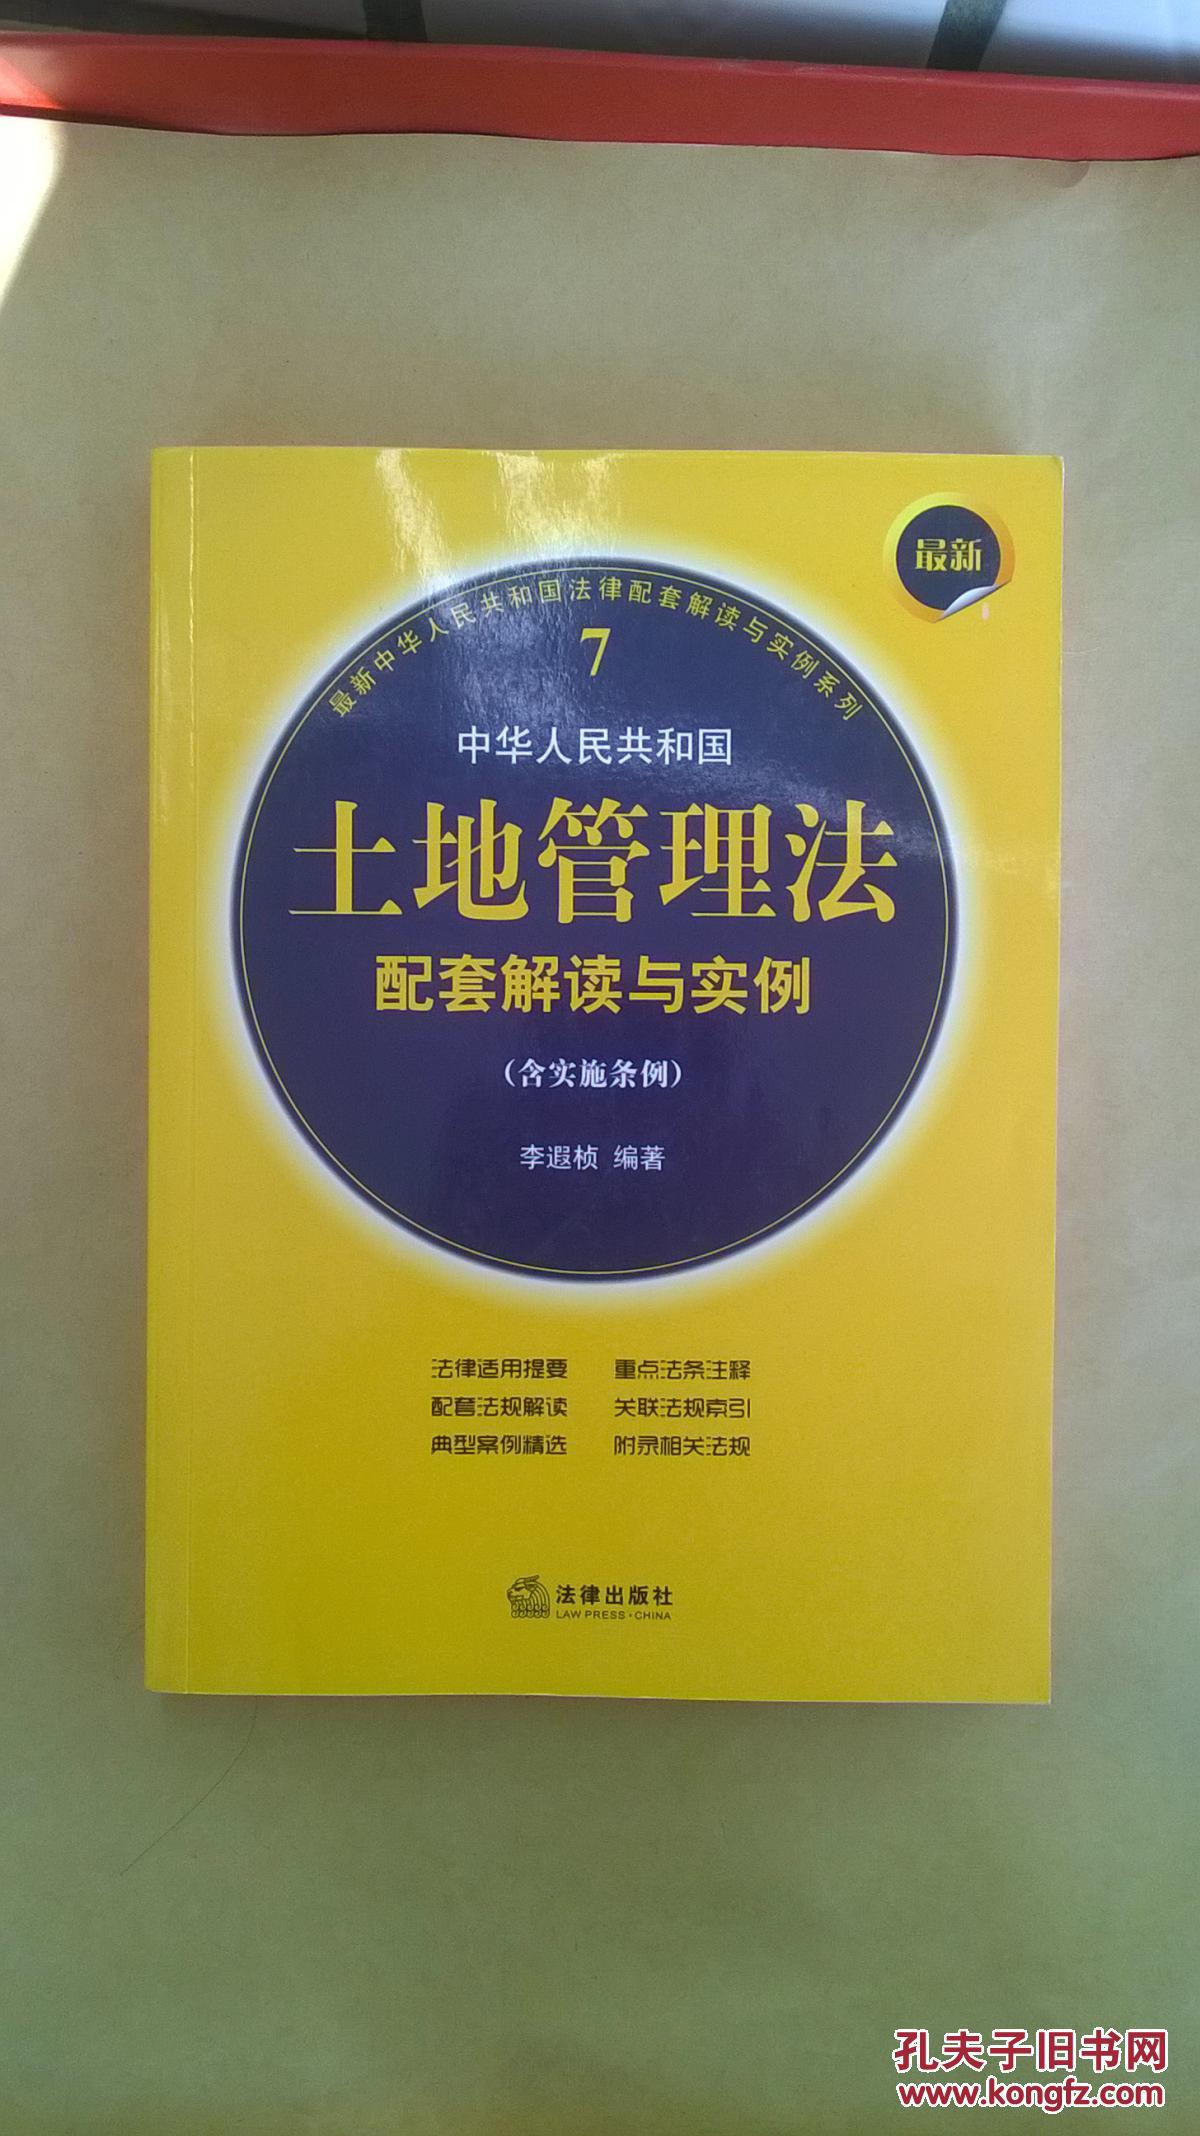 最新
最新中华人民共和国法律配套解读与实例系列
7
中华人民共和国
土地管理法
配套解读与实例
（含实施条例）
李遐桢 编著
法律适用提要 重点法条注释
配套法规解读 关联法规索引
典型案例精选 附录相关法规
法律出版社
LAW PRESS·CHINA
孔夫子旧书网
www.kongfz.com